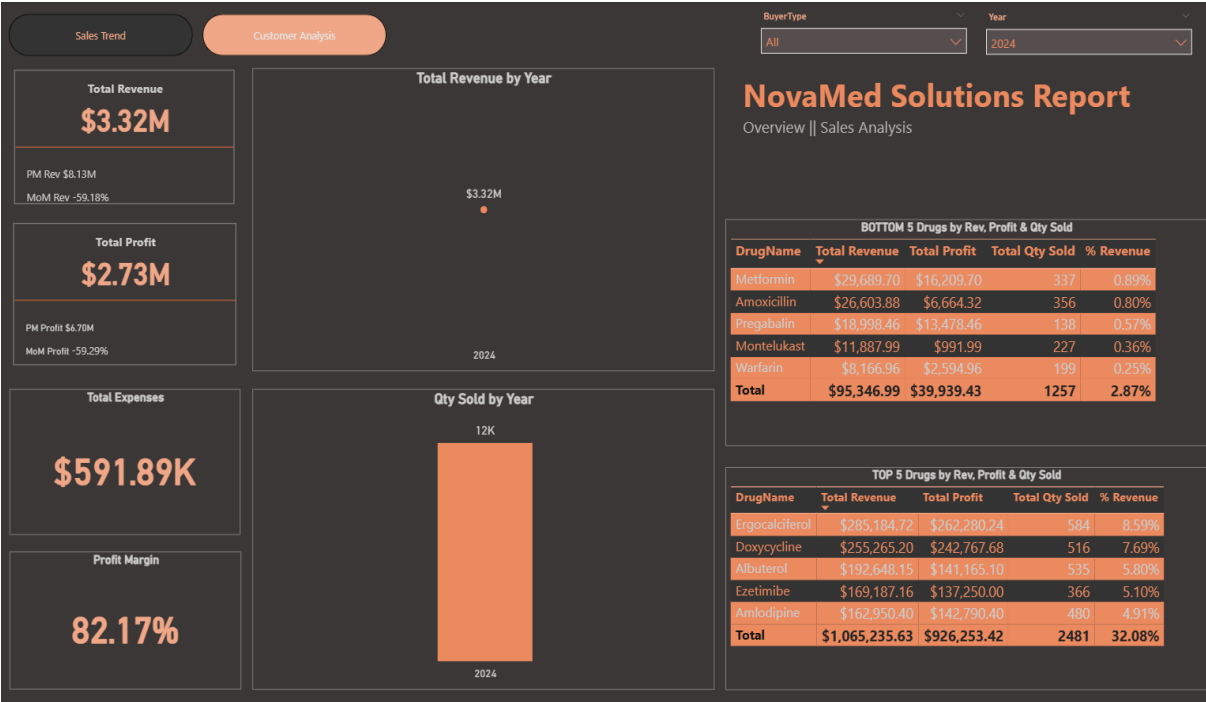 Sales Trend
Customer Analysis
BuyerType
All
Year
2024
NovaMed Solutions Report
Overview || Sales Analysis
Total Revenue
$3.32M
PM Rev $8.13M
MoM Rev -59.18%
Total Profit
$2.73M
PM Profit $6.70M
MoM Profit -59.29%
Total Expenses
$591.89K
Profit Margin
82.17%
Total Revenue by Year
$3.32M
2024
Qty Sold by Year
12K
2024
BOTTOM 5 Drugs by Rev, Profit & Qty Sold
DrugName Total Revenue Total Profit Total Qty Sold % Revenue
Metformin $29,689.70 $16,209.70 337 0.89%
Amoxicillin $26,603.88 $6,664.32 356 0.80%
Pregabalin $18,998.46 $13,478.46 138 0.57%
Montelukast $11,887.99 $991.99 227 0.36%
Warfarin $8,166.96 $2,594.96 199 0.25%
Total $95,346.99 $39,939.43 1257 2.87%
TOP 5 Drugs by Rev, Profit & Qty Sold
DrugName Total Revenue Total Profit Total Qty Sold % Revenue
Ergocalciferol $285,184.72 $262,280.24 584 8.59%
Doxycycline $255,265.20 $242,767.68 516 7.69%
Albuterol $192,648.15 $141,165.10 535 5.80%
Ezetimibe $169,187.16 $137,250.00 366 5.10%
Amlodipine $162,950.40 $142,790.40 480 4.91%
Total $1,065,235.63 $926,253.42 2481 32.08%